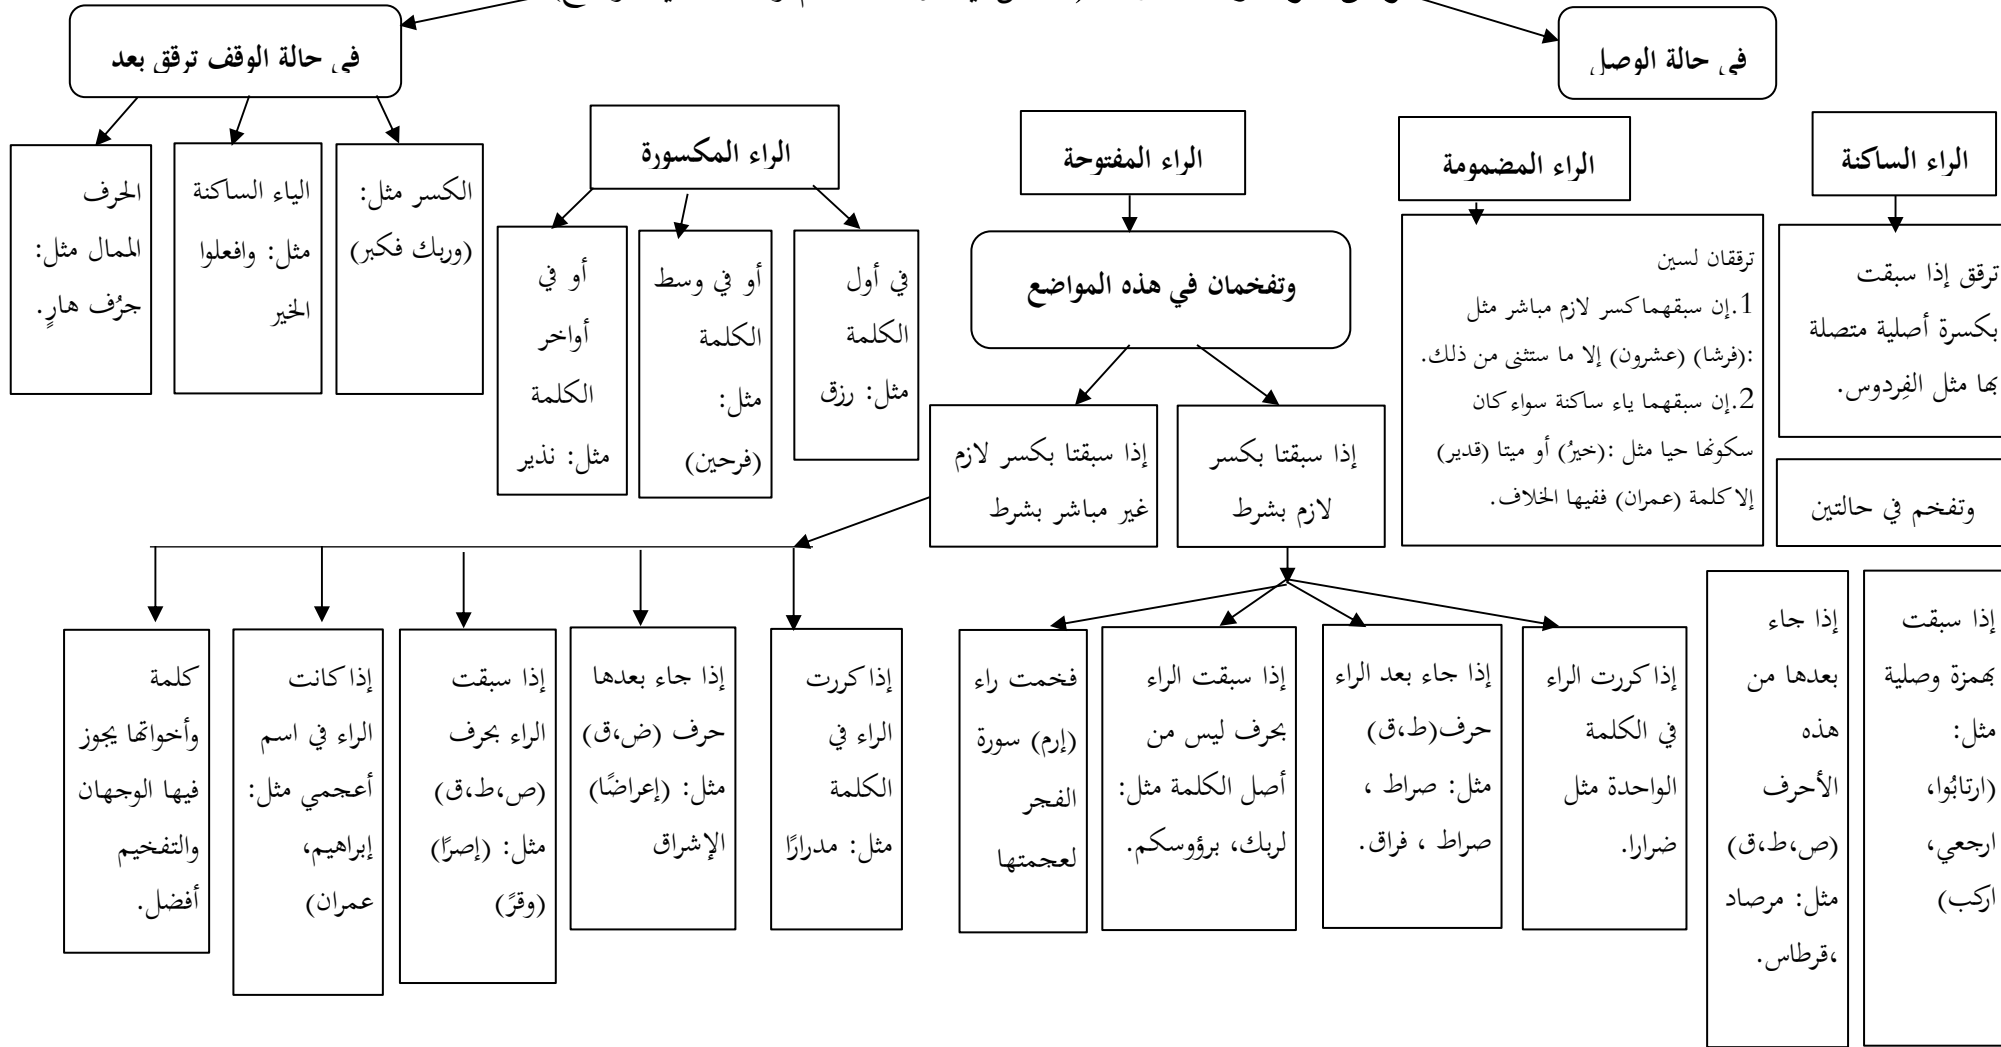 في حالة الوصل
في حالة الوقف ترقق بعد
الراء الساكنة
الراء المضمومة
الراء المفتوحة
الراء المكسورة
ترقق إذا سبقت
بكسرة أصلية متصلة
بها مثل الفِردوس.
وتفخم في حالتين
إذا سبقت
بهمزة وصلية
مثل:
(ارتابُوا،
ارجعي،
اركب)
إذا جاء
بعدها من
هذه
الأحرف
(ص،ط،ق)
مثل: مرصاد
،قرطاس.
ترققان لسين
1.إن سبقهما كسر لازم مباشر مثل
:(فرشا) (عشرون) إلا ما ستثنى من ذلك.
2.إن سبقهما ياء ساكنة سواء كان
سكونها حيا مثل :(خيرُ) أو ميتا (قدير)
إلا كلمة (عمران) ففيها الخلاف.
وتفخمان في هذه المواضع
إذا سبقتا بكسر
لازم بشرط
إذا سبقتا بكسر لازم
غير مباشر بشرط
إذا كررت الراء
في الكلمة
الواحدة مثل
ضرارا.
إذا جاء بعد الراء
حرف(ط،ق)
مثل: صراط ،
صراط ، فراق.
إذا سبقت الراء
بحرف ليس من
أصل الكلمة مثل:
لربك، برؤوسكم.
فخمت راء
(إرم) سورة
الفجر
لعجمتها
إذا كررت
الراء في
الكلمة
مثل: مدرارًا
إذا جاء بعدها
حرف (ض،ق)
مثل: (إعراضًا)
الإشراق
إذا سبقت
الراء بحرف
(ص،ط،ق)
مثل: (إصرًا)
(وقرً)
إذا كانت
الراء في اسم
أعجمي مثل:
إبراهيم،
عمران)
كلمة
وأخواتها يجوز
فيها الوجهان
والتفخيم
أفضل.
في أول
الكلمة
مثل: رزق
أو في وسط
الكلمة
مثل:
(فرحين)
أو في
أواخر
الكلمة
مثل: نذير
الكسر مثل:
(وربك فكبر)
الياء الساكنة
مثل: وافعلوا
الخير
الحرف
الممال مثل:
جرُف هارٍ.